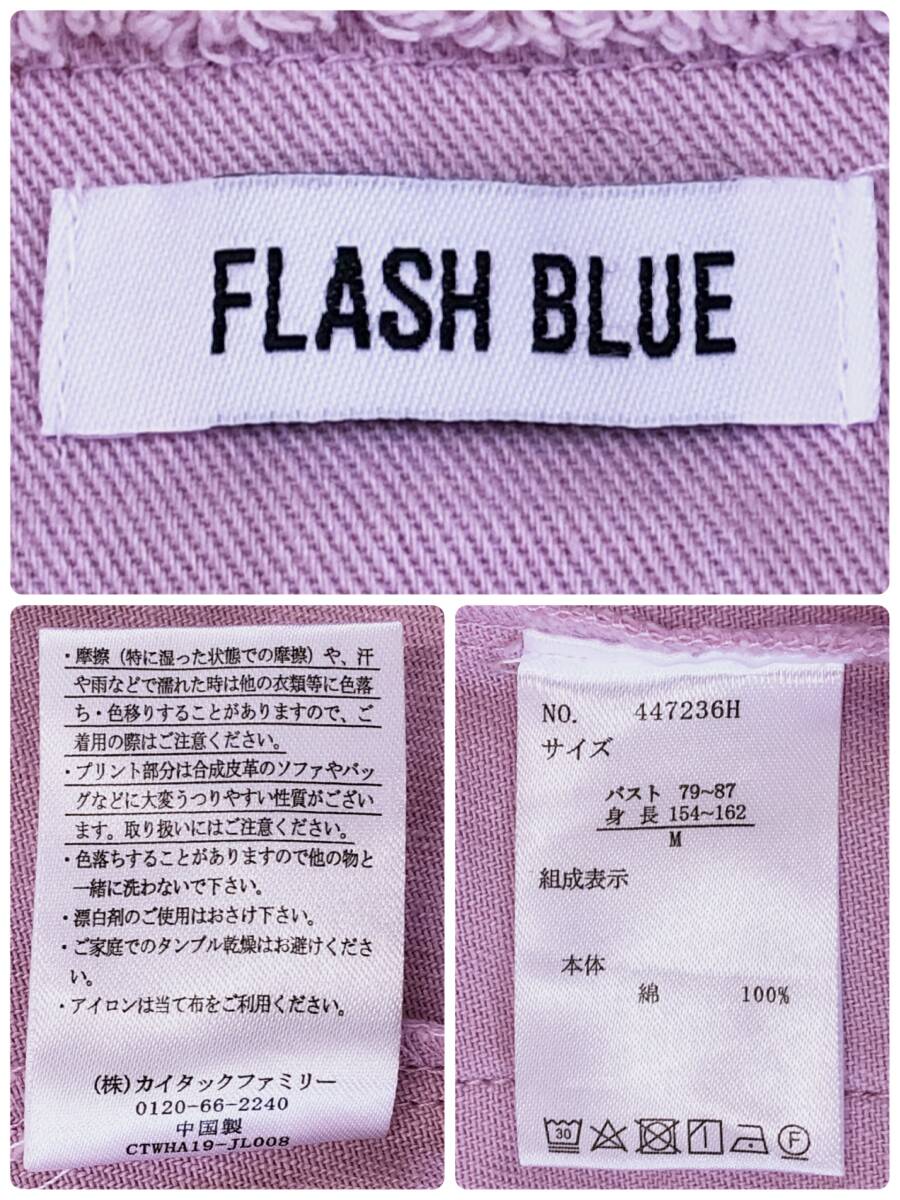 FLASH BLUE
・摩擦（特に湿った状態での摩擦）や、汗
や雨などで濡れた時は他の衣類等に色落
ち・色移りすることがありますので、ご
着用の際はご注意ください。
・プリント部分は合成皮革のソファやバッ
グなどに大変うつりやすい性質がござい
ます。取り扱いにはご注意ください。
・色落ちすることがありますので他の物と
一緒に洗わないで下さい。
・漂白剤のご使用はおさけ下さい。
・ご家庭でのタンブル乾燥はお避けくださ
い。
・アイロンは当て布をご利用ください。
(株)カイタックファミリー
0120-66-2240
中国製
CTWHA19-JL008
NO. 447236H
サイズ
バスト 79~87
身長 154~162
M
組成表示
本体
綿 100%
30 F